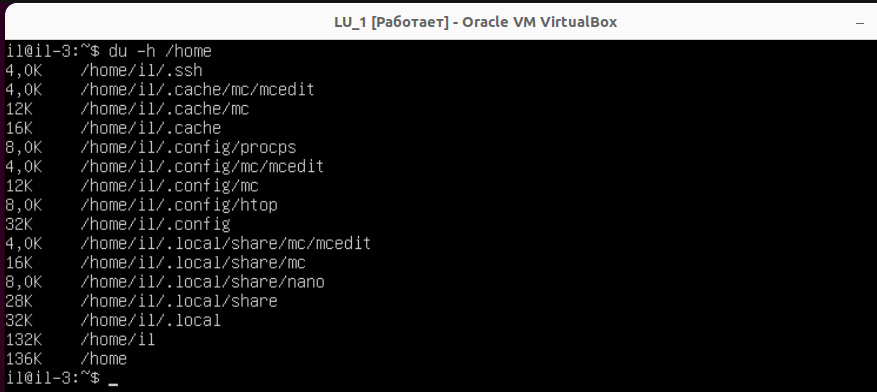 LU_1 [Работает] - Oracle VM VirtualBox
il@il-3:~$ du -h /home
4,0K /home/il/.ssh
4,0K /home/il/.cache/mc/mcedit
12K /home/il/.cache/mc
16K /home/il/.cache
8,0K /home/il/.config/procps
4,0K /home/il/.config/mc/mcedit
12K /home/il/.config/mc
8,0K /home/il/.config/htop
32K /home/il/.config
4,0K /home/il/.local/share/mc/mcedit
16K /home/il/.local/share/mc
8,0K /home/il/.local/share/nano
28K /home/il/.local/share
32K /home/il/.local
132K /home/il
136K /home
il@il-3:~$ _